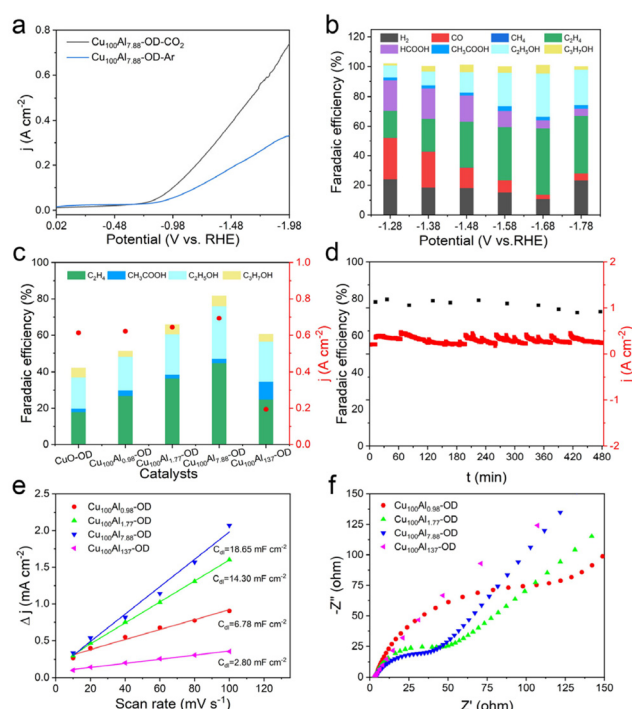 a
Cu₁₀₀Al₇.₈₈-OD-CO₂
Cu₁₀₀Al₇.₈₈-OD-Ar
0.8
0.6
0.4
0.2
0.0
j (A cm⁻²)
0.02 -0.48 -0.98 -1.48 -1.98
Potential (V vs. RHE)
b
H₂ CO CH₄ C₂H₄
HCOOH CH₃COOH C₂H₅OH C₃H₇OH
120
100
80
60
40
20
0
Faradaic efficiency (%)
-1.28 -1.38 -1.48 -1.58 -1.68 -1.78
Potential (V vs.RHE)
c
C₂H₄ CH₃COOH C₂H₅OH C₃H₇OH
100
80
60
40
20
0
Faradaic efficiency (%)
1.0
0.8
0.6
0.4
0.2
0.0
j (A cm⁻²)
CuO-OD Cu₁₀₀Al₀.₉₈-OD Cu₁₀₀Al₁.₇₇-OD Cu₁₀₀Al₇.₈₈-OD Cu₁₀₀Al₁₃₇-OD
Catalysts
d
100
80
60
40
20
0
Faradaic efficiency (%)
2
1
0
-1
-2
j (A cm⁻²)
0 60 120 180 240 300 360 420 480
t (min)
e
Cu₁₀₀Al₀.₉₈-OD
Cu₁₀₀Al₁.₇₇-OD
Cu₁₀₀Al₇.₈₈-OD
Cu₁₀₀Al₁₃₇-OD
2.5
2.0
1.5
1.0
0.5
0.0
Δ j (mA cm⁻²)
C_dl=18.65 mF cm⁻²
C_dl=14.30 mF cm⁻²
C_dl=6.78 mF cm⁻²
C_dl=2.80 mF cm⁻²
20 40 60 80 100 120
Scan rate (mV s⁻¹)
f
Cu₁₀₀Al₀.₉₈-OD
Cu₁₀₀Al₁.₇₇-OD
Cu₁₀₀Al₇.₈₈-OD
Cu₁₀₀Al₁₃₇-OD
150
125
100
75
50
25
0
-Z'' (ohm)
0 25 50 75 100 125 150
Z' (ohm)